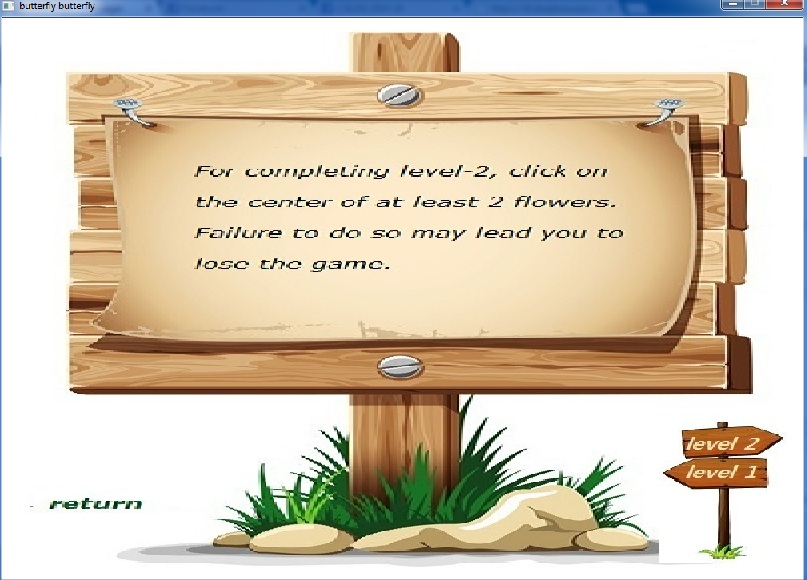 butterfly butterfly
For completing level-2, click on
the center of at least 2 flowers.
Failure to do so may lead you to
lose the game.
level 2
level 1
return